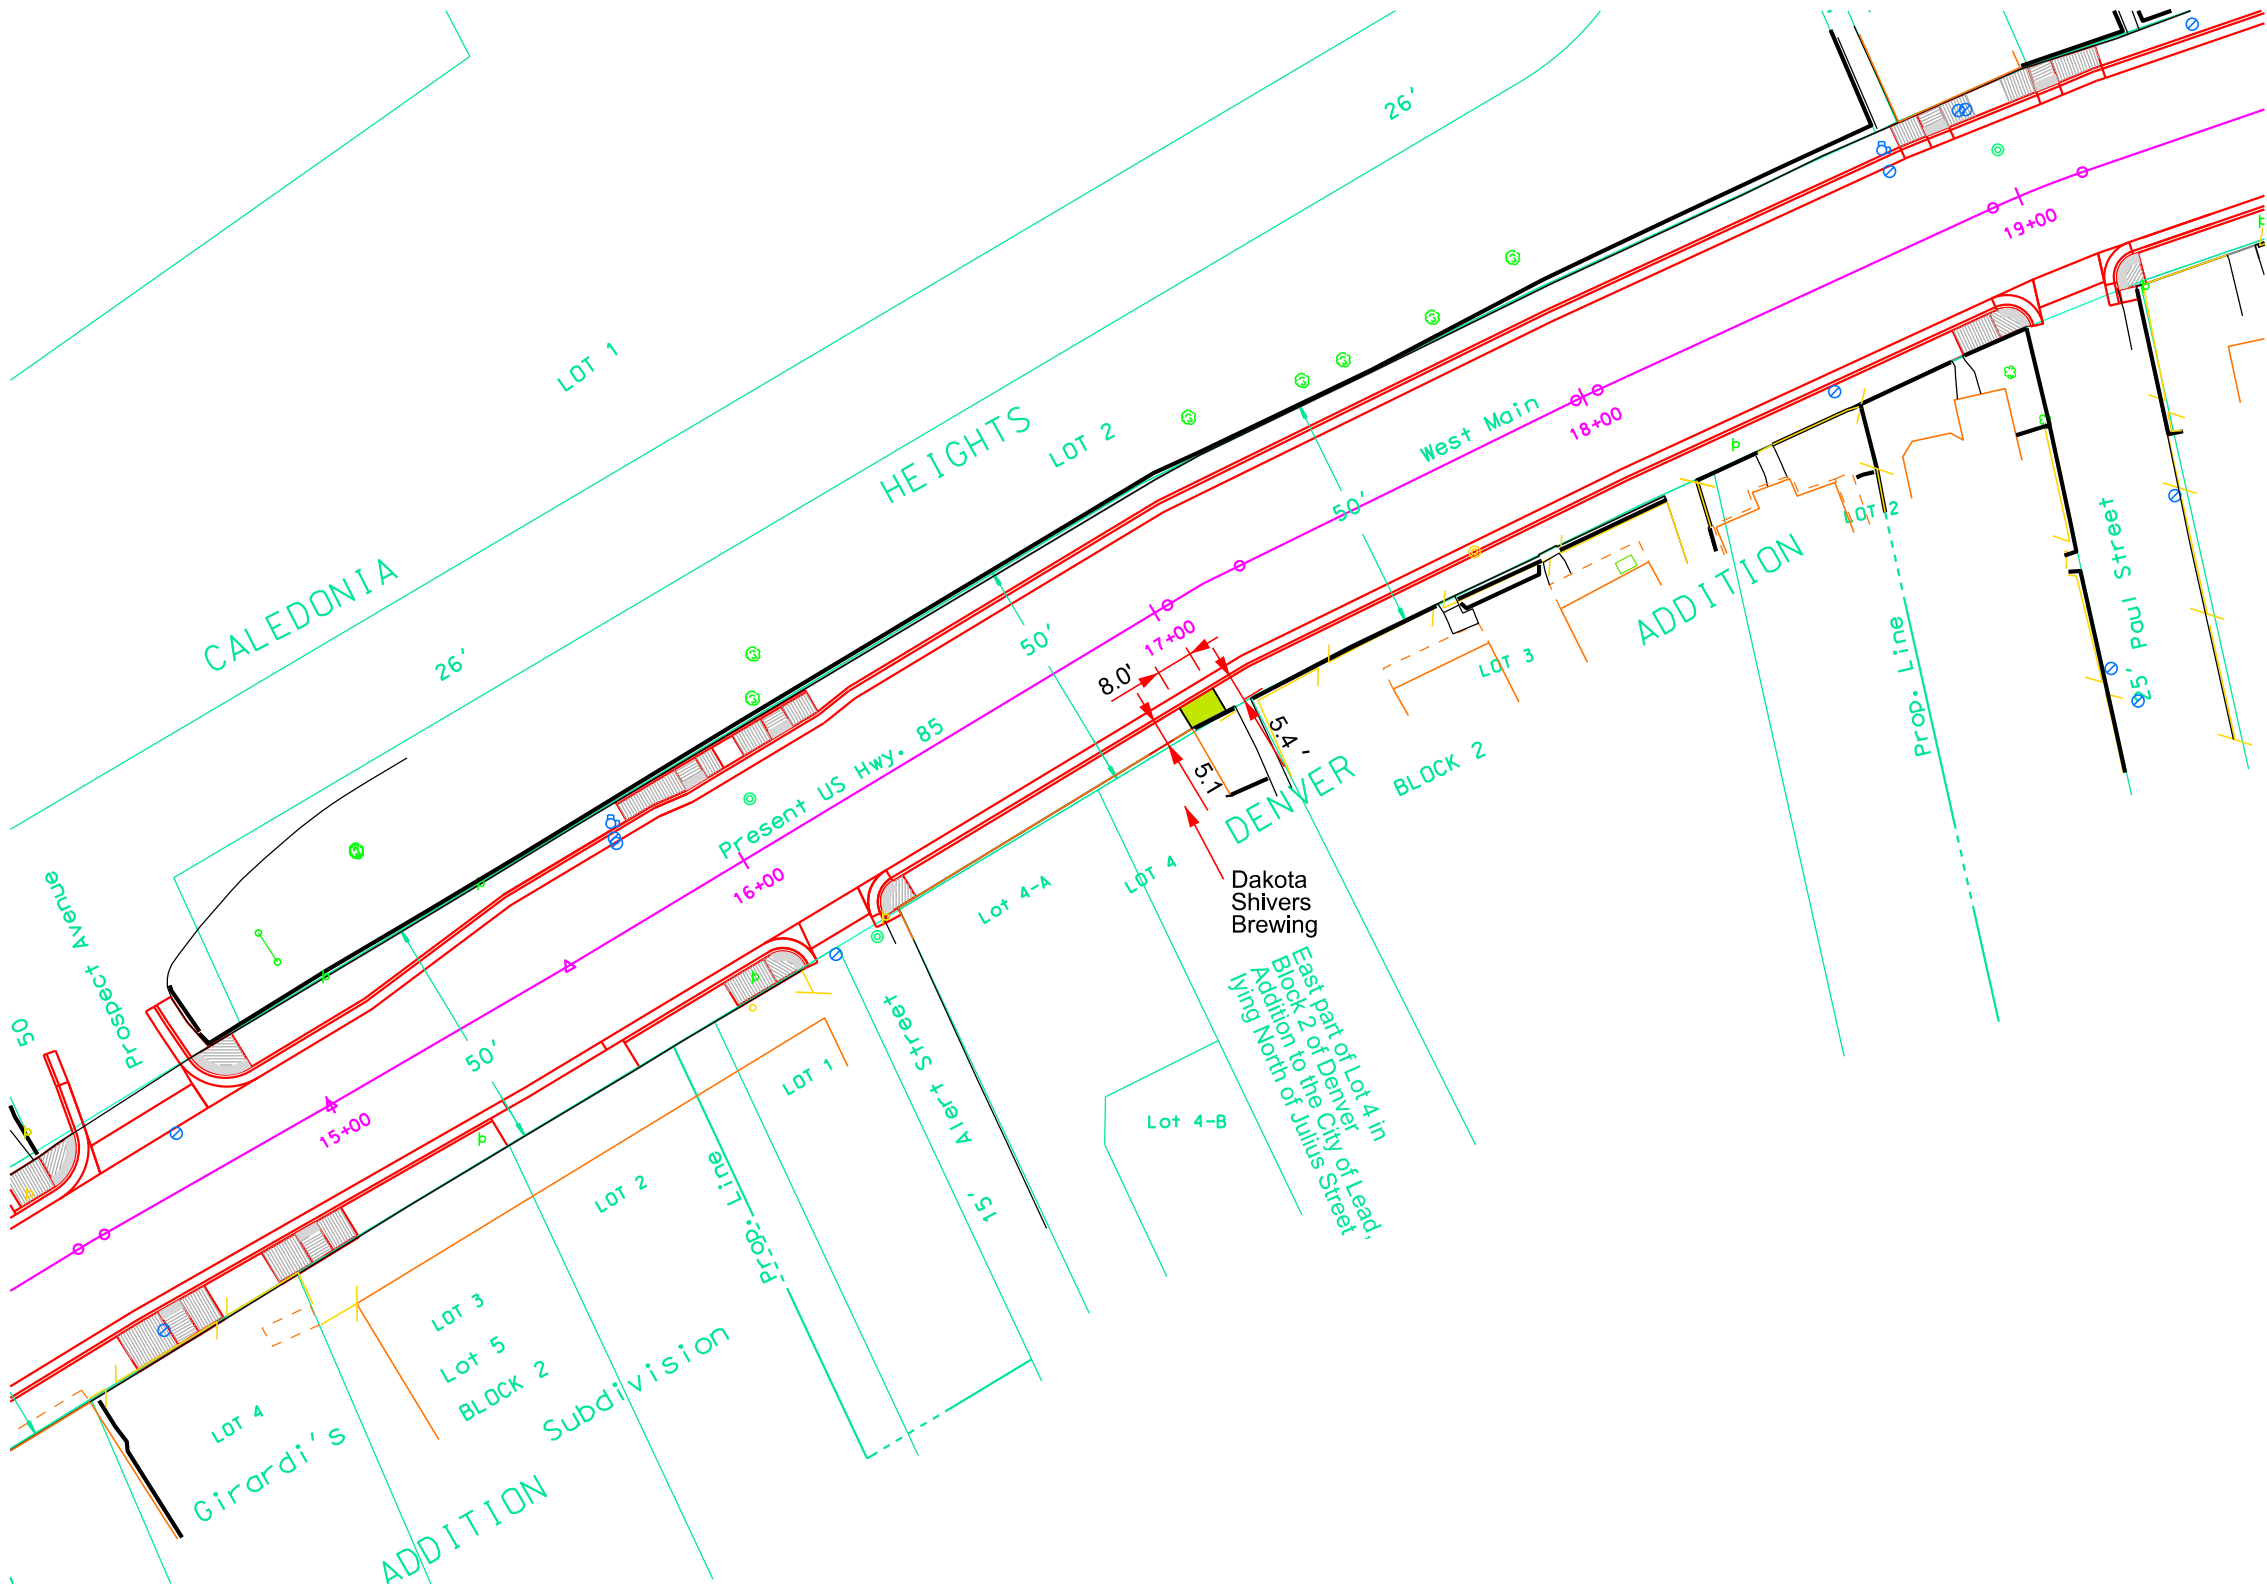 26'
19+00
LOT 1
HEIGHTS
LOT 2
West Main
18+00
50'
LOT 2
CALEDONIA
26'
50'
17+00
ADDITION
25' Paul Street
Prop. Line
8.0'
LOT 3
5.4 '
5.1
DENVER
BLOCK 2
Present US Hwy. 85
16+00
Lot 4-A
LOT 4
Dakota
Shivers
Brewing
Prospect Avenue
50
50'
15+00
LOT 1
Alert Street
15'
East part of Lot 4 in
Block 2 of Denver
Addition to the City of Lead,
lying North of Julius Street
Lot 4-B
LOT 2
Prop. Line
LOT 3
Lot 5
BLOCK 2
LOT 4
Girardi's
Subdivision
ADDITION